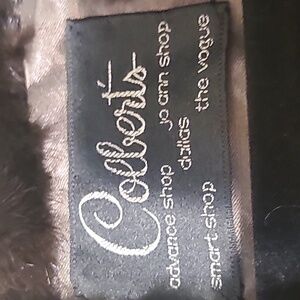 Colbert's
advance shop jo ann shop
dallas
smart shop the vogue